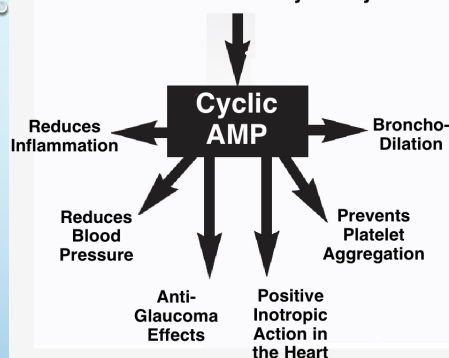 Cyclic
AMP
Reduces
Inflammation
Broncho-
Dilation
Reduces
Blood
Pressure
Prevents
Platelet
Aggregation
Anti-
Glaucoma
Effects
Positive
Inotropic
Action in
the Heart